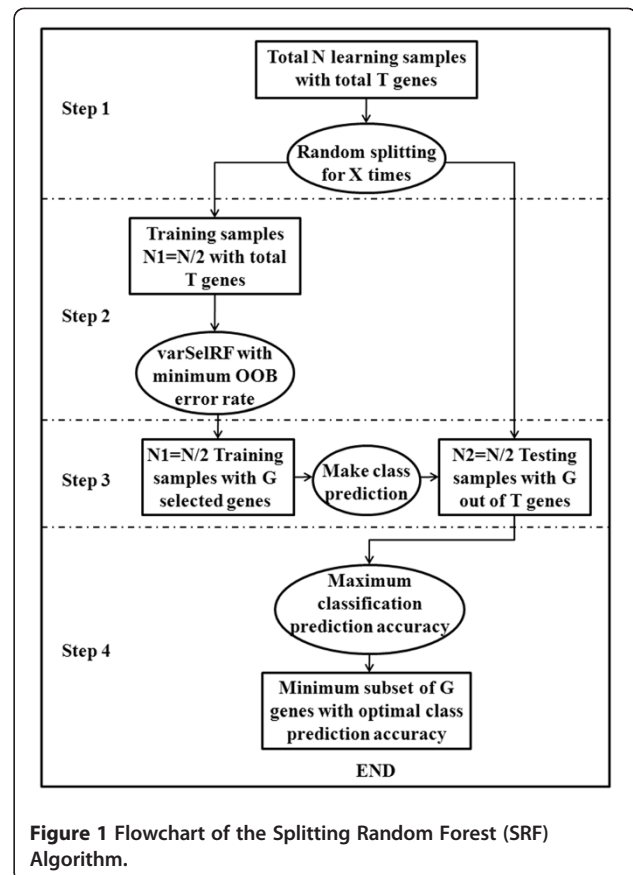 Step 1
Total N learning samples
with total T genes
Random splitting
for X times
Step 2
Training samples
N1=N/2 with total
T genes
varSelRF with
minimum OOB
error rate
Step 3
N1=N/2 Training
samples with G
selected genes
Make class
prediction
N2=N/2 Testing
samples with G
out of T genes
Step 4
Maximum
classification
prediction accuracy
Minimum subset of G
genes with optimal class
prediction accuracy
END
Figure 1 Flowchart of the Splitting Random Forest (SRF)
Algorithm.